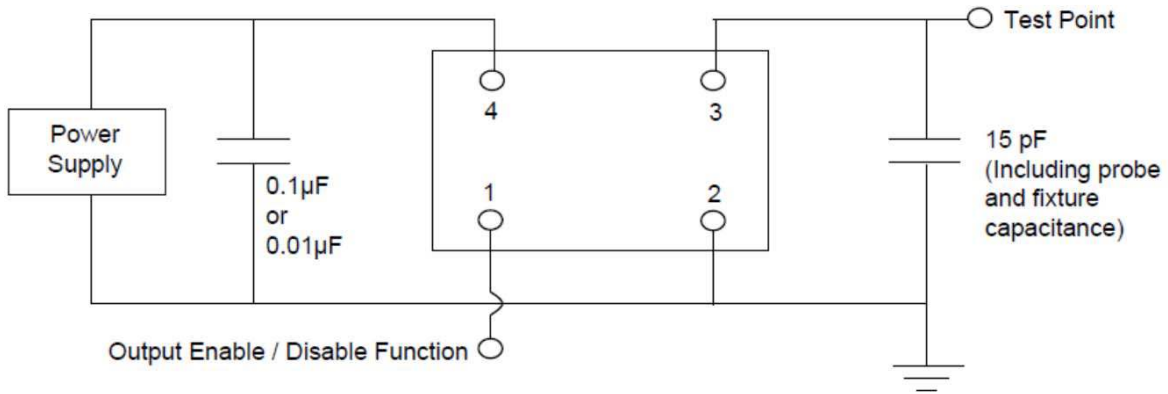 Test Point
Power
Supply
4
3
0.1µF
or
0.01µF
1
2
15 pF
(Including probe
and fixture
capacitance)
Output Enable / Disable Function